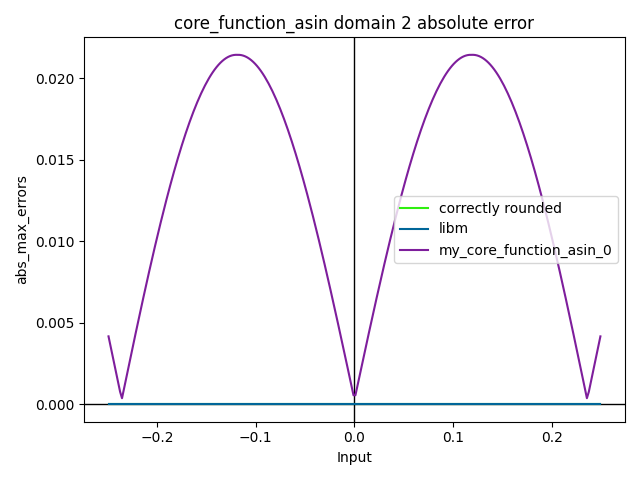 core_function_asin domain 2 absolute error
abs_max_errors
0.020
0.015
0.010
0.005
0.000
correctly rounded
libm
my_core_function_asin_0
−0.2
−0.1
0.0
0.1
0.2
Input